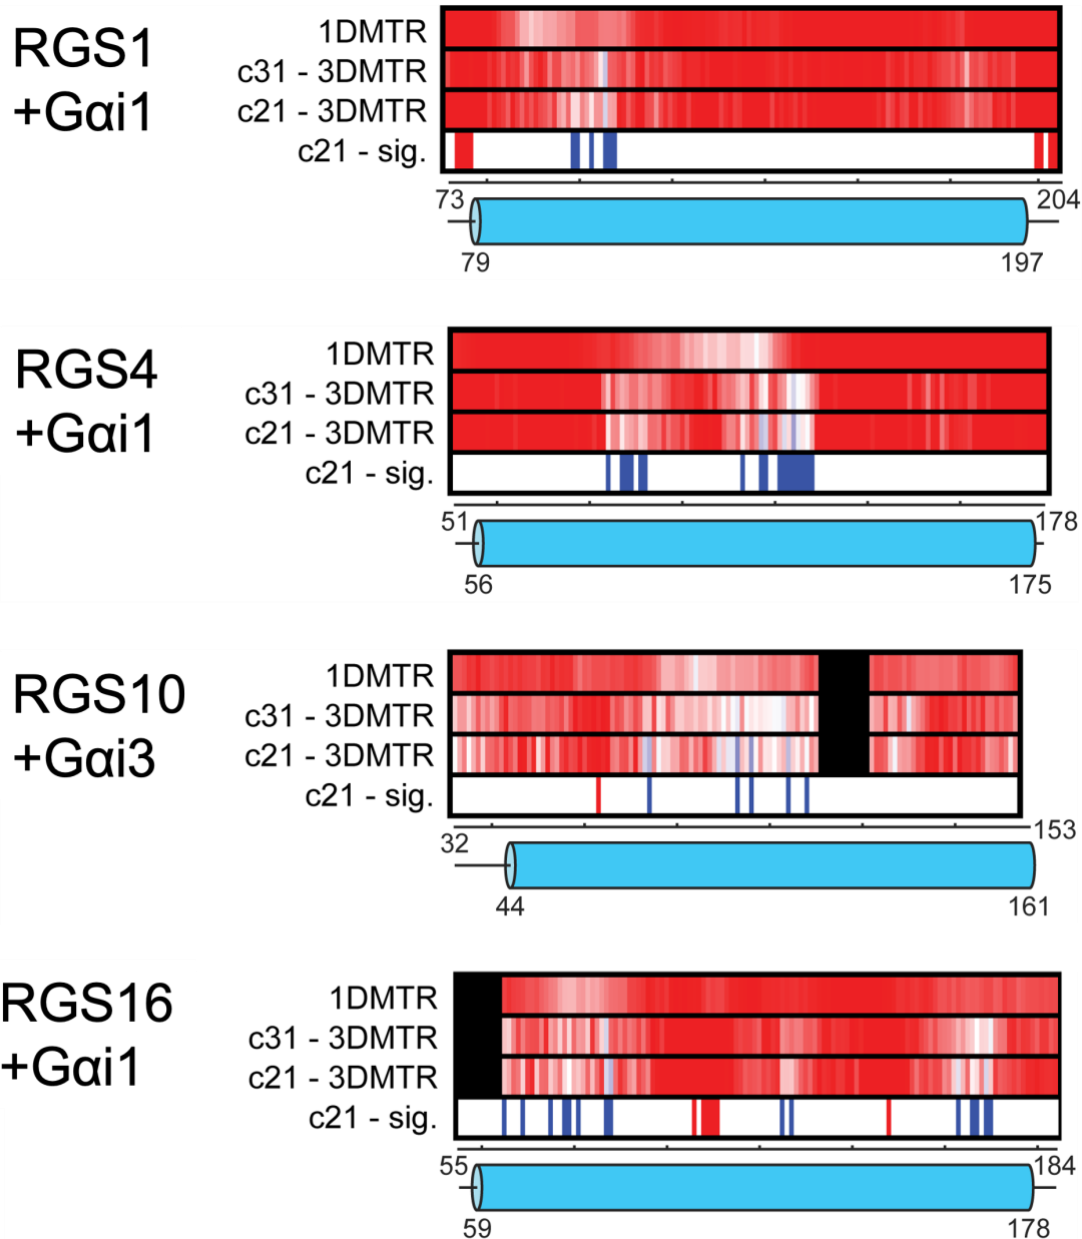 RGS1
+Gαi1
1DMTR
c31 - 3DMTR
c21 - 3DMTR
c21 - sig.
73
204
79
197
RGS4
+Gαi1
1DMTR
c31 - 3DMTR
c21 - 3DMTR
c21 - sig.
51
178
56
175
RGS10
+Gαi3
1DMTR
c31 - 3DMTR
c21 - 3DMTR
c21 - sig.
32
153
44
161
RGS16
+Gαi1
1DMTR
c31 - 3DMTR
c21 - 3DMTR
c21 - sig.
55
184
59
178